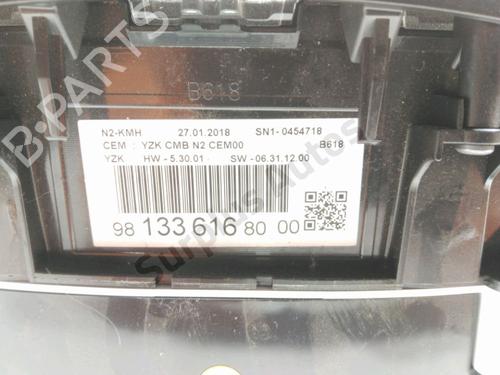 B618
N2-KMH 27.01.2018 SN1- 0454718
CEM : YZK CMB N2 CEM00 B618
YZK HW - 5.30.01 SW - 06.31.12.00
98 133 616 80 00
B-PARTS
Surplus Autos